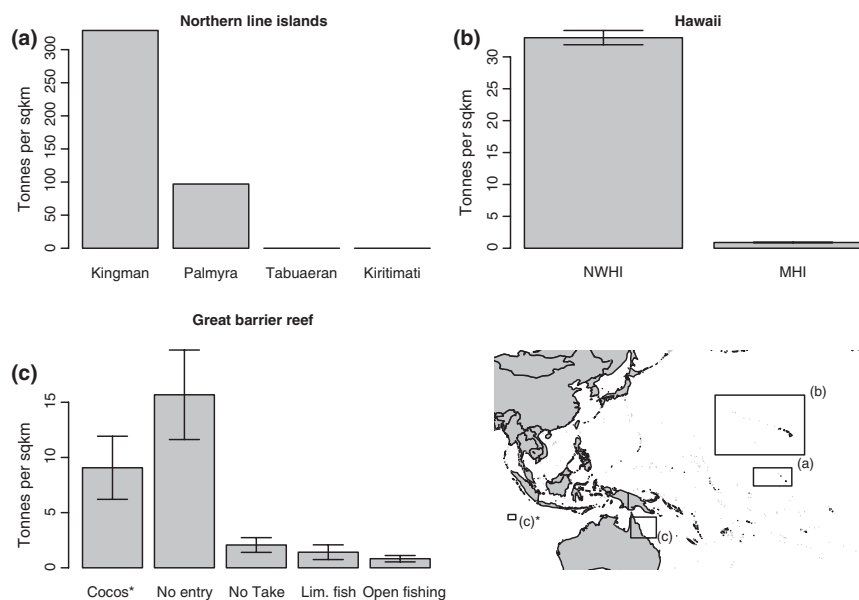 Northern line islands
(a)
Tonnes per sqkm
0 50 100 150 200 250 300
Kingman Palmyra Tabuaeran Kiritimati
Hawaii
(b)
Tonnes per sqkm
0 5 10 15 20 25 30
NWHI MHI
Great barrier reef
(c)
Tonnes per sqkm
0 5 10 15
Cocos* No entry No Take Lim. fish Open fishing
(b)
(a)
(c)*
(c)